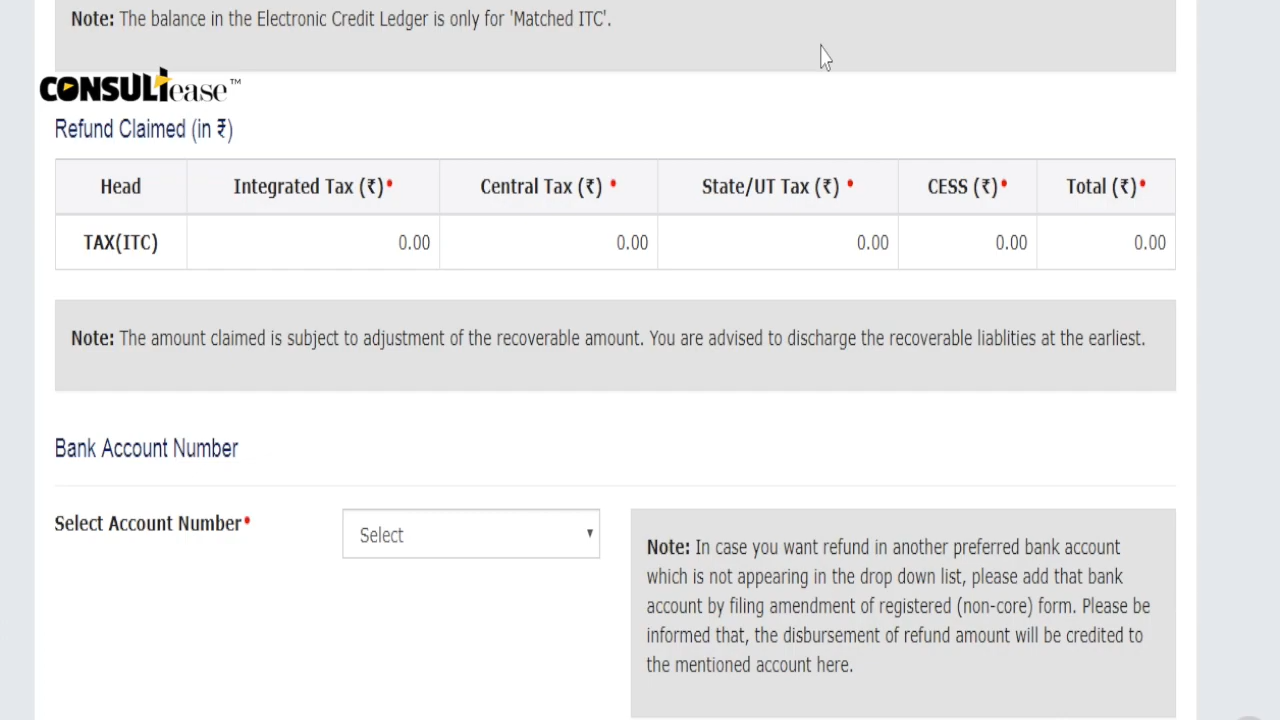 Note: The balance in the Electronic Credit Ledger is only for 'Matched ITC'.
CONSULTease™
Refund Claimed (in ₹)
Head Integrated Tax (₹)• Central Tax (₹) • State/UT Tax (₹) • CESS (₹)• Total (₹)•
TAX(ITC) 0.00 0.00 0.00 0.00 0.00
Note: The amount claimed is subject to adjustment of the recoverable amount. You are advised to discharge the recoverable liablities at the earliest.
Bank Account Number
Select Account Number•
Select
Note: In case you want refund in another preferred bank account
which is not appearing in the drop down list, please add that bank
account by filing amendment of registered (non-core) form. Please be
informed that, the disbursement of refund amount will be credited to
the mentioned account here.